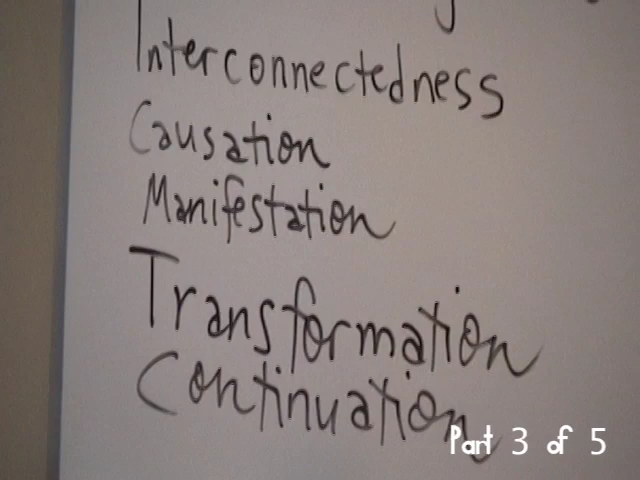 Interconnectedness
Causation
Manifestation
Transformation
Continuation
Part 3 of 5